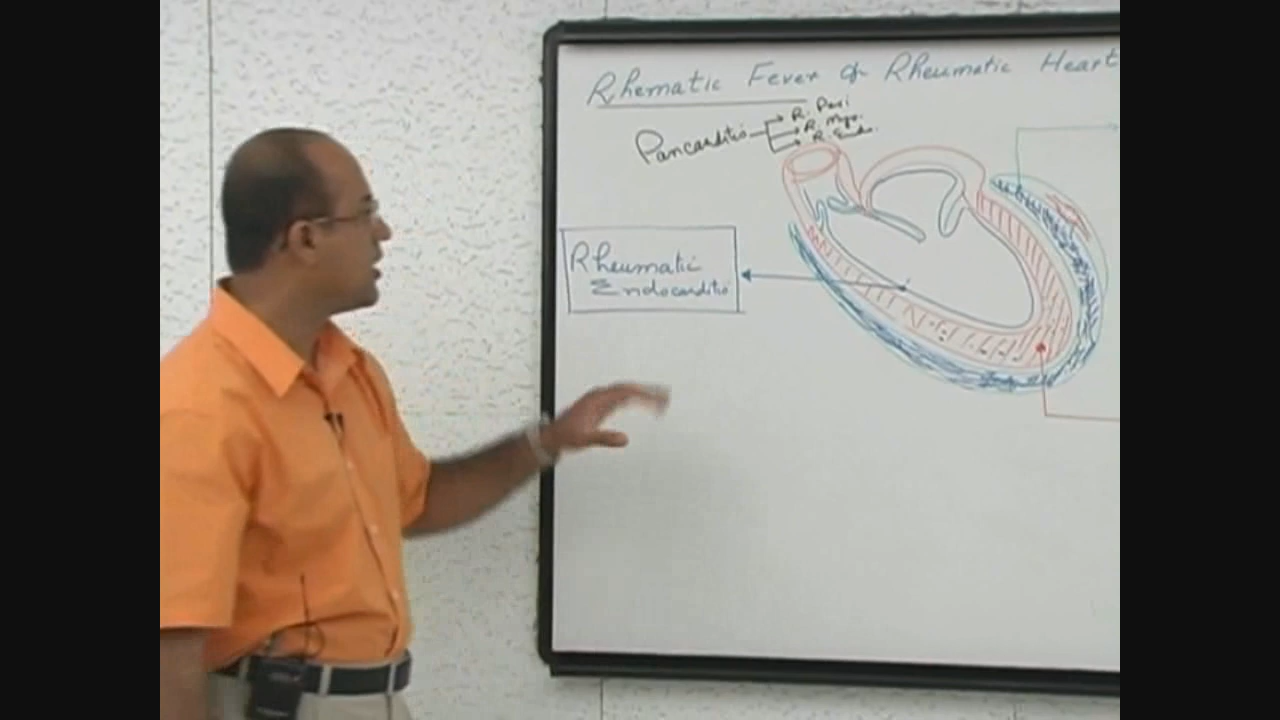 Rhematic Fever & Rheumatic Heart
Pancarditis
R. Peri
R. Myo.
R. Endo.
Rheumatic
Endocarditis